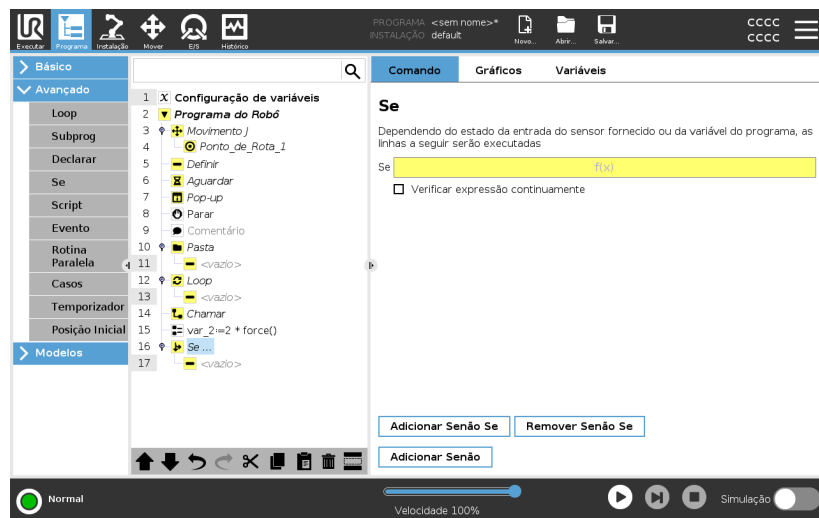 UR
Executar
Programa
Instalação
Mover
E/S
Histórico
PROGRAMA <sem nome>*
INSTALAÇÃO default
Novo...
Abrir...
Salvar...
CCCC
CCCC
Básico
Avançado
Loop
Subprog
Declarar
Se
Script
Evento
Rotina
Paralela
Casos
Temporizador
Posição Inicial
Modelos
1 X Configuração de variáveis
2 Programa do Robô
3 Movimento J
4 Ponto_de_Rota_1
5 Definir
6 Aguardar
7 Pop-up
8 Parar
9 Comentário
10 Pasta
11 <vazio>
12 Loop
13 <vazio>
14 Chamar
15 var_2:=2 * force()
16 Se ...
17 <vazio>
Comando Gráficos Variáveis
Se
Dependendo do estado da entrada do sensor fornecido ou da variável do programa, as
linhas a seguir serão executadas
Se f(x)
Verificar expressão continuamente
Adicionar Senão Se Remover Senão Se
Adicionar Senão
Normal
Velocidade 100%
Simulação